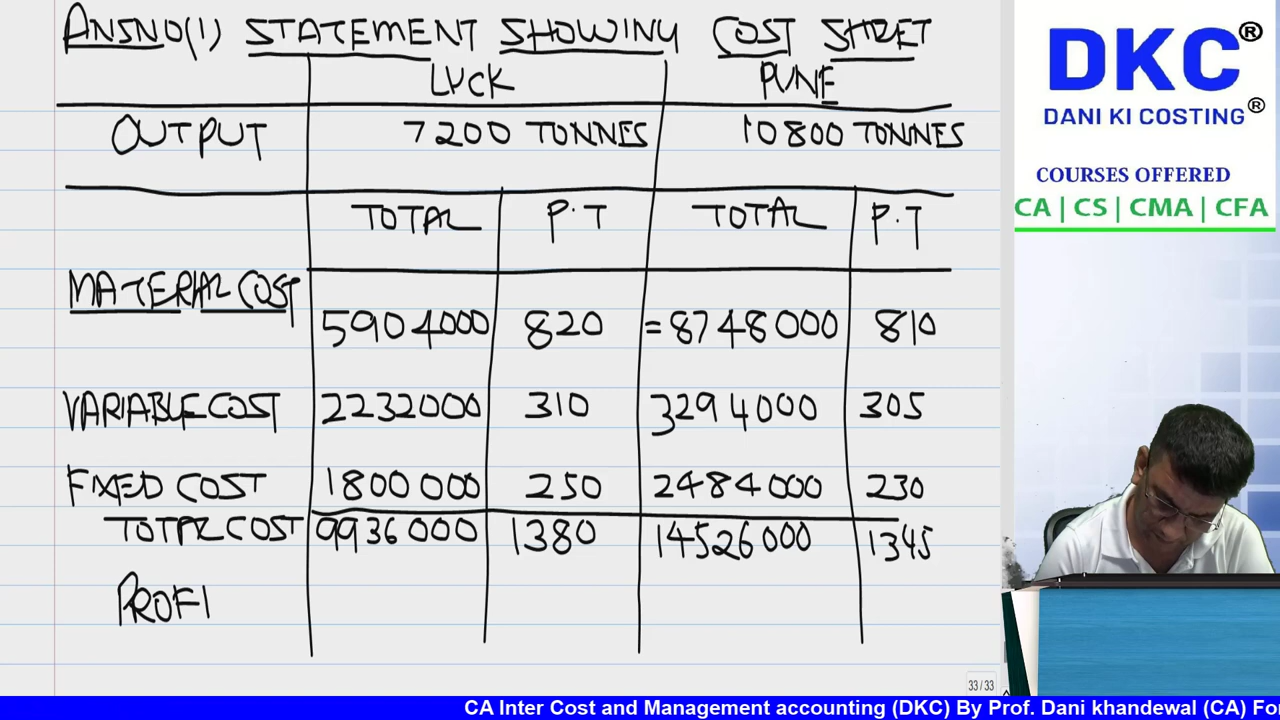 ANSNO(1) STATEMENT SHOWING COST SHEET
LUCK PUNE
OUTPUT 7200 TONNES 10800 TONNES
TOTAL P.T TOTAL P.T
MATERIAL COST
5904000 820 =8748000 810
VARIABLE COST 2232000 310 3294000 305
FIXED COST 1800000 250 2484000 230
TOTAL COST 9936000 1380 14526000 1345
PROFI
33/33
DKC®
DANI KI COSTING®
COURSES OFFERED
CA | CS | CMA | CFA
CA Inter Cost and Management accounting (DKC) By Prof. Dani khandewal (CA) Fo